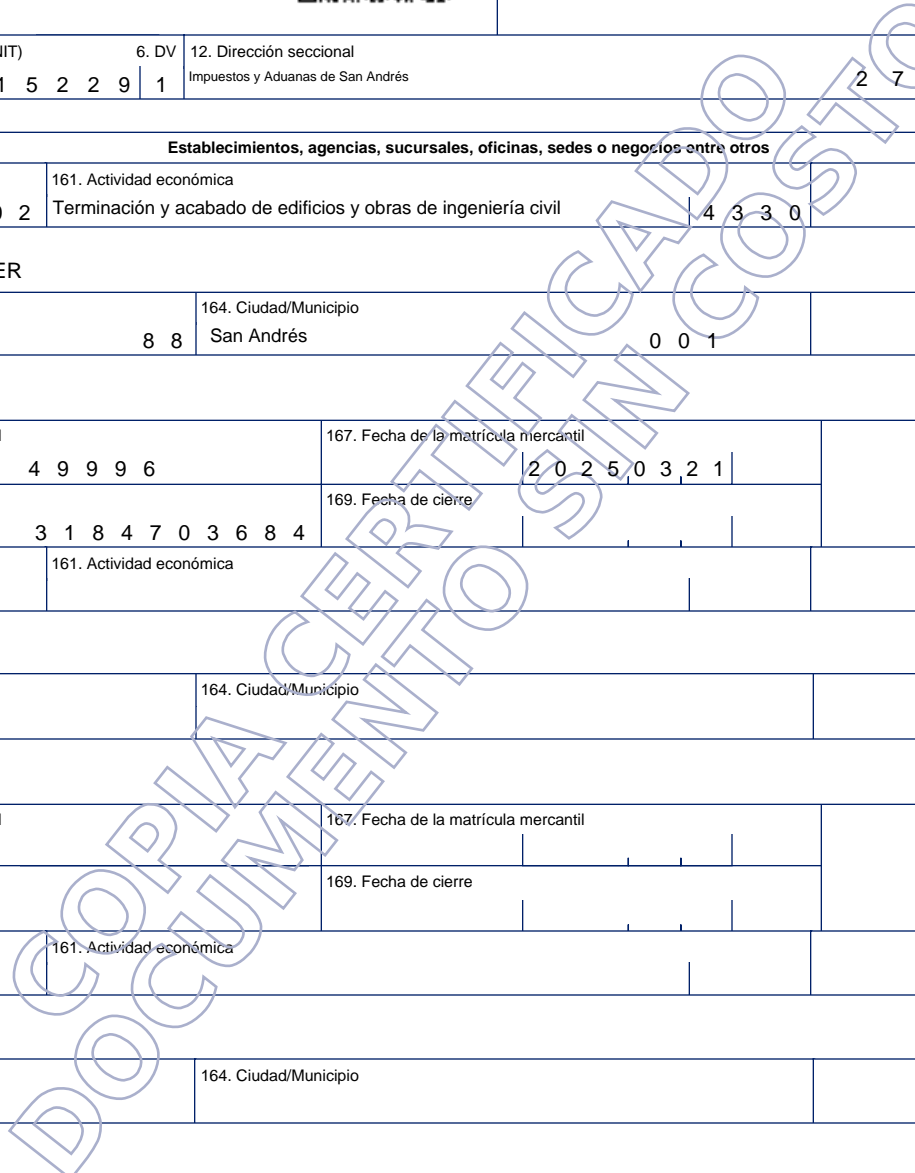 NIT) 6. DV 12. Dirección seccional
1 5 2 2 9 1 Impuestos y Aduanas de San Andrés 2 7
Establecimientos, agencias, sucursales, oficinas, sedes o negocios entre otros
161. Actividad económica
0 2 Terminación y acabado de edificios y obras de ingeniería civil 4 3 3 0
ER
164. Ciudad/Municipio
8 8 San Andrés 0 0 1
167. Fecha de la matrícula mercantil
4 9 9 9 6 2 0 2 5 0 3 2 1
169. Fecha de cierre
3 1 8 4 7 0 3 6 8 4
161. Actividad económica
164. Ciudad/Municipio
167. Fecha de la matrícula mercantil
169. Fecha de cierre
161. Actividad económica
164. Ciudad/Municipio
COPIA CERTIFICADO
DOCUMENTO SIN COSTO